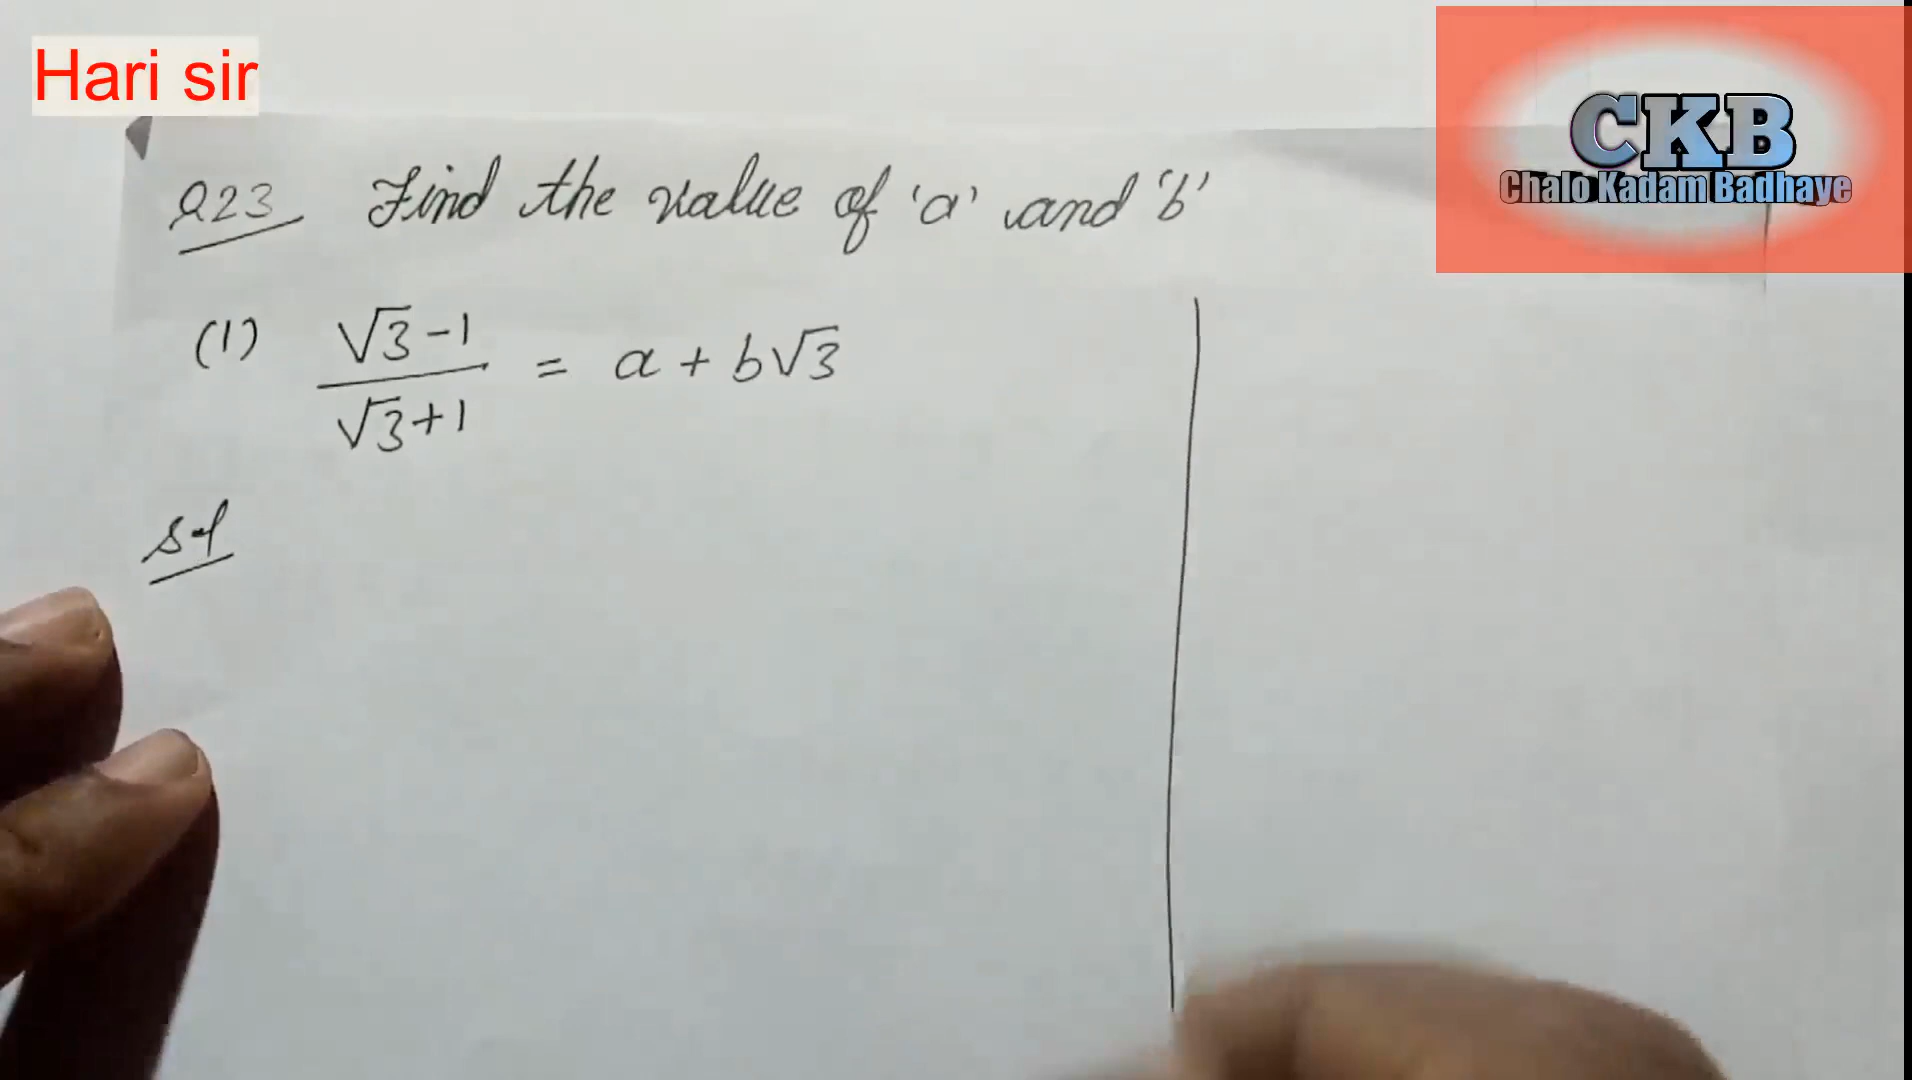 Hari sir
CKB
Chalo Kadam Badhaye
Q23 Find the value of 'a' and 'b'
(1) (√3-1)/(√3+1) = a + b√3
Sol